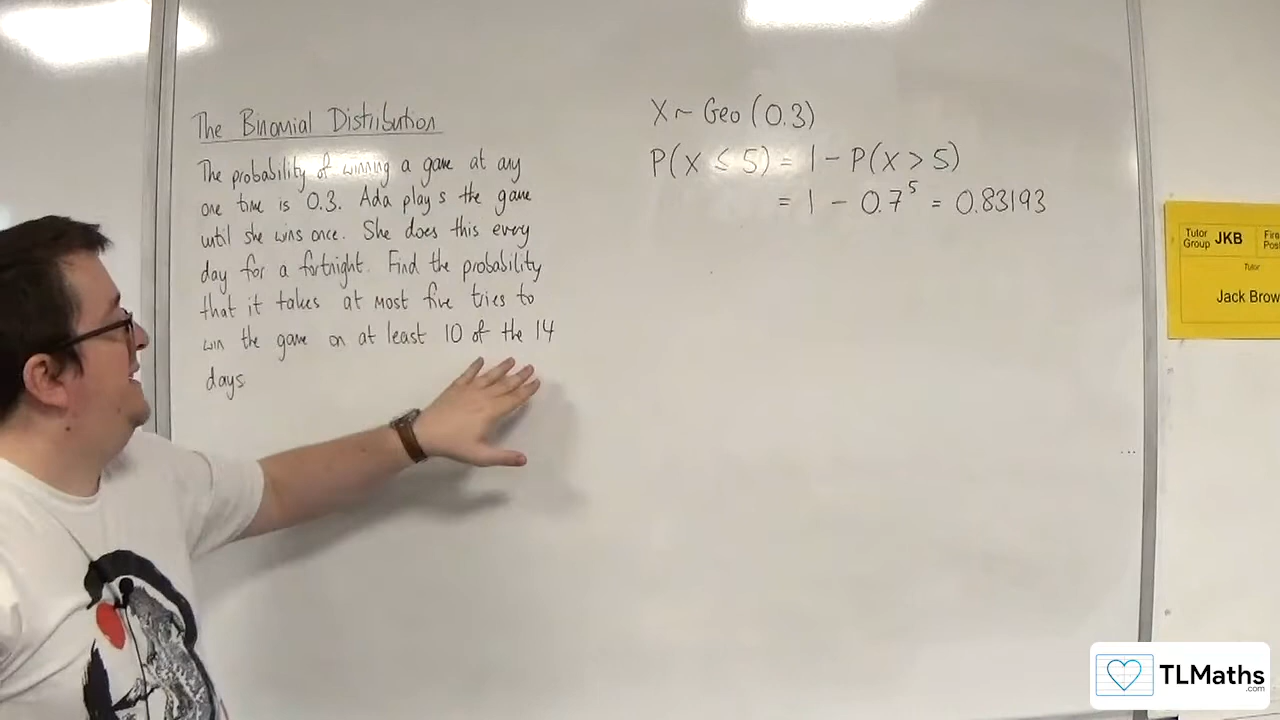 The Binomial Distribution
The probability of winning a game at any
one time is 0.3. Ada plays the game
until she wins once. She does this every
day for a fortnight. Find the probability
that it takes at most five tries to
win the game on at least 10 of the 14
days
X ~ Geo (0.3)
P(X ≤ 5) = 1 - P(X > 5)
= 1 - 0.7⁵ = 0.83193
Tutor Group JKB
Tutor
Jack Brow
TLMaths
.com